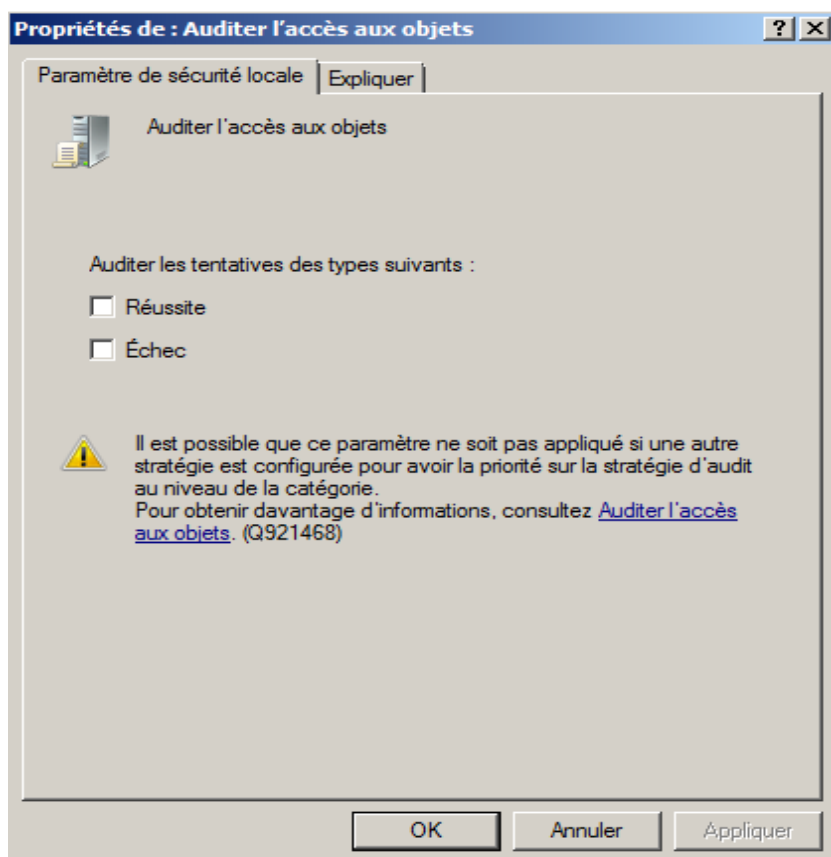 Propriétés de : Auditer l'accès aux objets
Paramètre de sécurité locale
Expliquer
Auditer l'accès aux objets
Auditer les tentatives des types suivants :
Réussite
Échec
Il est possible que ce paramètre ne soit pas appliqué si une autre
stratégie est configurée pour avoir la priorité sur la stratégie d'audit
au niveau de la catégorie.
Pour obtenir davantage d'informations, consultez Auditer l'accès
aux objets. (Q921468)
OK
Annuler
Appliquer